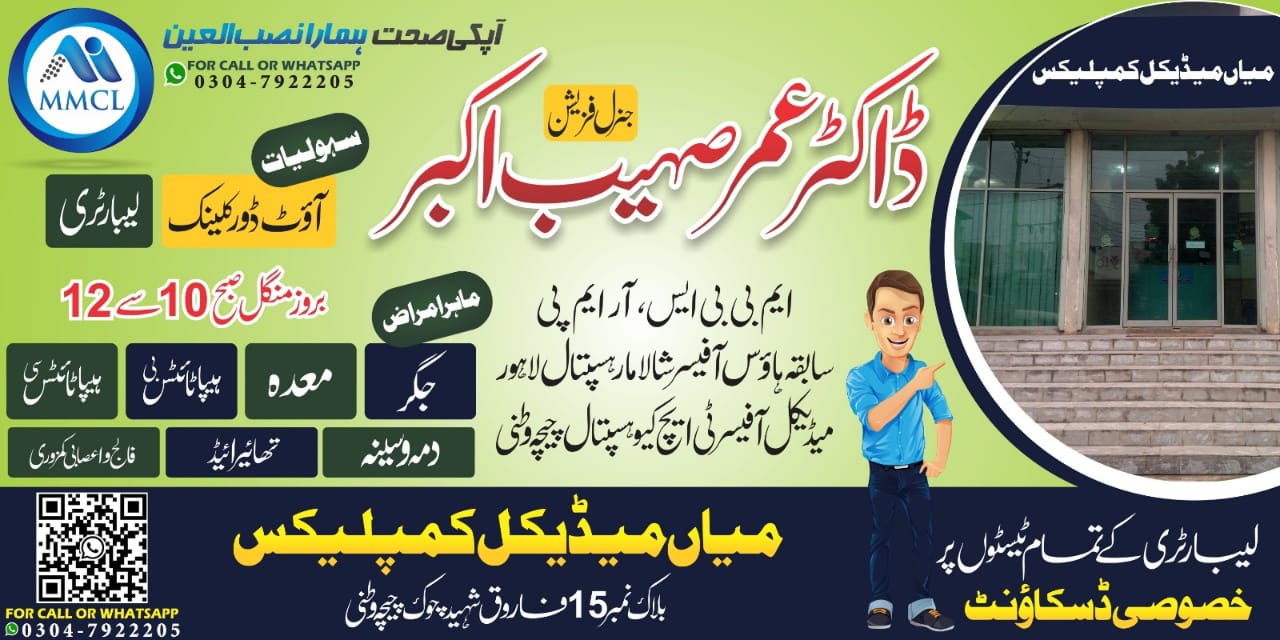 MMCL
آپکی صحت ہمارا نصب العین
FOR CALL OR WHATSAPP
0304-7922205
میاں میڈیکل کمپلیکس
جنرل فزیشن
ڈاکٹر عمر صہیب اکبر
سہولیات
آؤٹ ڈور کلینک
لیبارٹری
بروز منگل صبح 10 سے 12
ماہر امراض
جگر
معدہ
ہیپاٹائٹس بی
ہیپاٹائٹس سی
دمہ و سینہ
تھائیرائیڈ
فالج و اعصابی کمزوری
ایم بی بی ایس، آر ایم پی
سابقہ ہاؤس آفیسر شالامار ہسپتال لاہور
میڈیکل آفیسر ٹی ایچ کیو ہسپتال چیچہ وطنی
میاں میڈیکل کمپلیکس
بلاک نمبر 15 فاروق شہید چوک چیچہ وطنی
لیبارٹری کے تمام ٹیسٹوں پر
خصوصی ڈسکاؤنٹ
FOR CALL OR WHATSAPP
0304-7922205